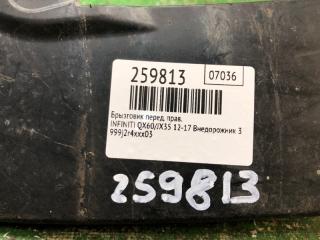 259813 07036
Брызговик перед. прав.
INFINITI QX60/JX35 12-17 Внедорожник 3
999j2r4xxx03
259813